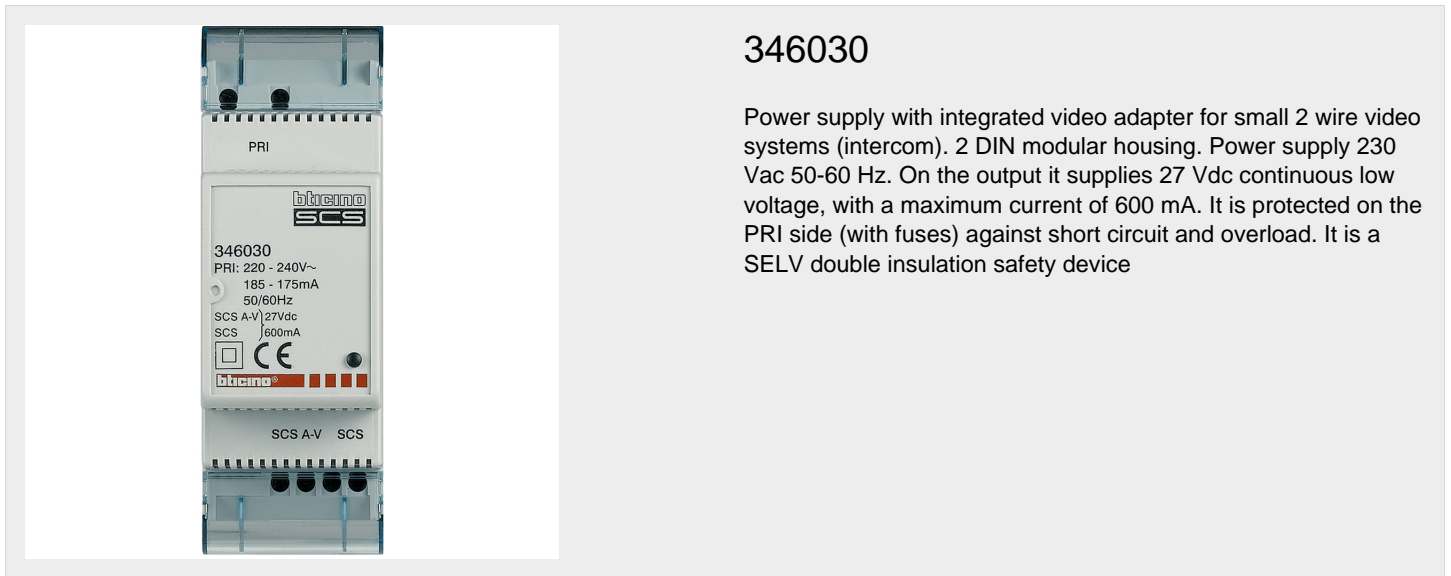 346030
Power supply with integrated video adapter for small 2 wire video
systems (intercom). 2 DIN modular housing. Power supply 230
Vac 50-60 Hz. On the output it supplies 27 Vdc continuous low
voltage, with a maximum current of 600 mA. It is protected on the
PRI side (with fuses) against short circuit and overload. It is a
SELV double insulation safety device
PRI
bticino
SCS
346030
PRI: 220 - 240V~
185 - 175mA
50/60Hz
SCS A-V } 27Vdc
SCS } 600mA
CE
bticino®
SCS A-V SCS